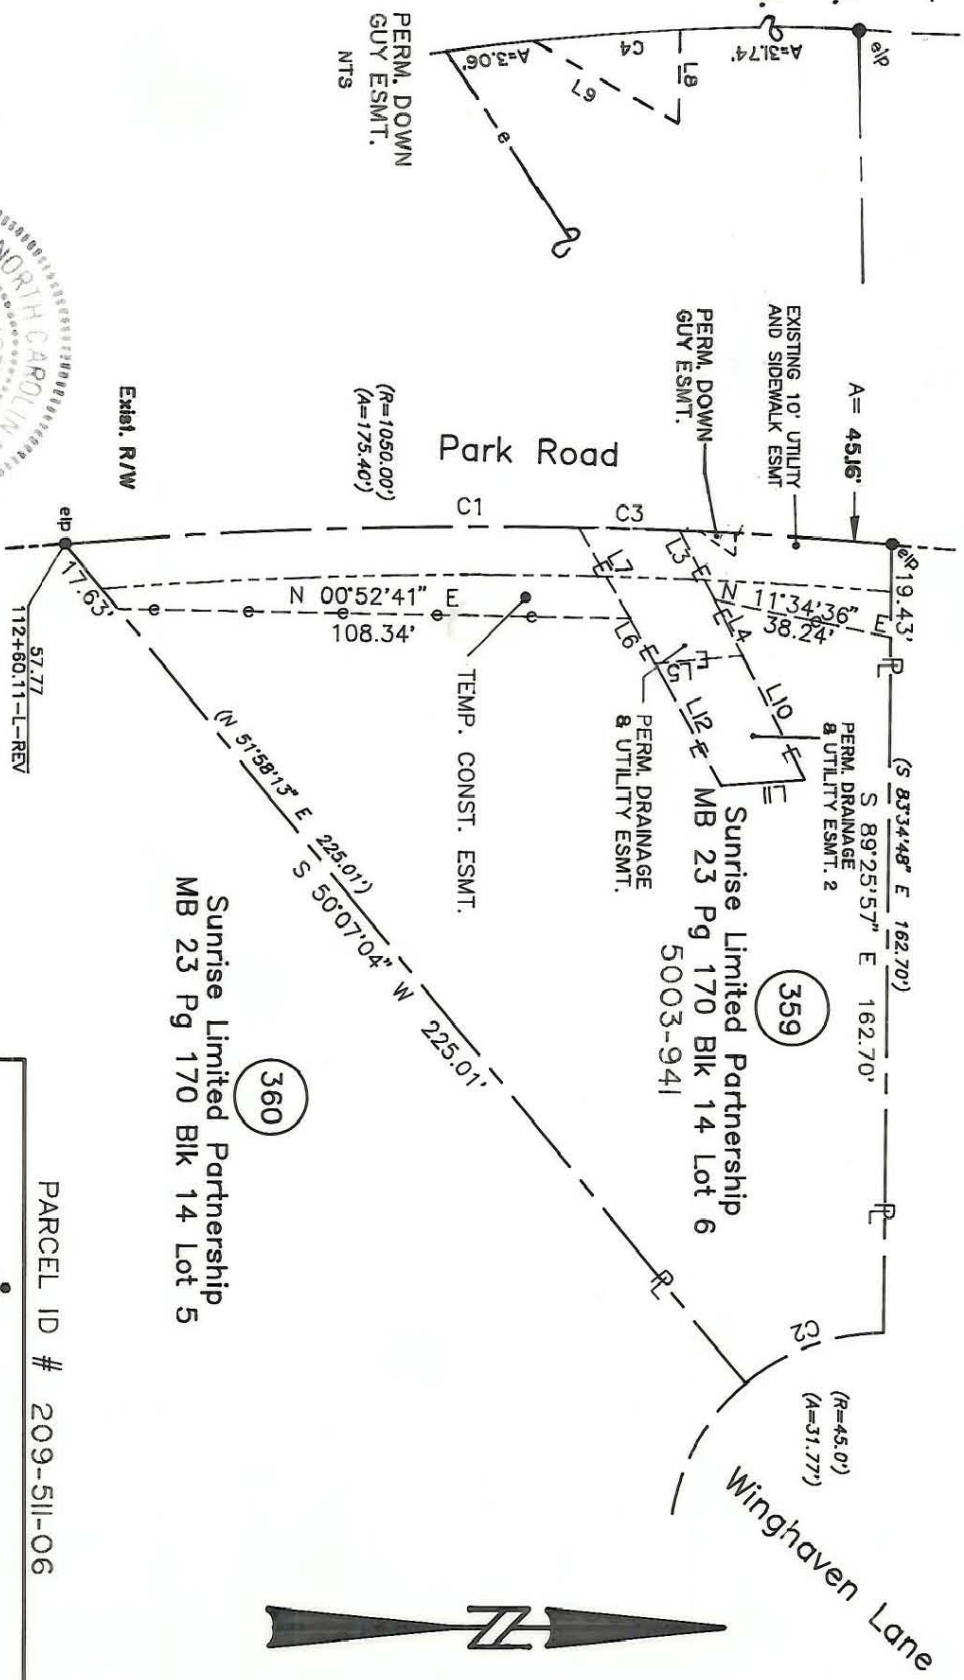 eip
A=31.74'
L8
C4
L9
A=3.06'
e
PERM. DOWN
GUY ESMT.
NTS
NORTH CAROLIN
A= 45.16'
EXISTING 10' UTILITY
AND SIDEWALK ESMT
PERM. DOWN
GUY ESMT.
Park Road
(R=1050.00')
(A=175.40')
Exist. R/W
eip
eip
19.43'
C1
C3
L3
E
L7
E
N 11°34'36" E
38.24'
L4
E
L6
E
L10
E
L12
E
L5
E
L11
N 00°52'41" E
108.34'
e
e
e
e
e
e
17.63'
57.77
112+60.11-L-REV
TEMP. CONST. ESMT.
PERM. DRAINAGE
& UTILITY ESMT.
PERM. DRAINAGE
& UTILITY ESMT. 2
PL
(S 83°34'48" E 162.70')
S 89°25'57" E 162.70'
PL
359
Sunrise Limited Partnership
MB 23 Pg 170 Blk 14 Lot 6
5003-941
(N 51°58'13" E 225.01')
S 50°07'04" W 225.01'
PL
360
Sunrise Limited Partnership
MB 23 Pg 170 Blk 14 Lot 5
C2
(R=45.0')
(A=31.77')
Winghaven Lane
N
PARCEL ID # 209-511-06